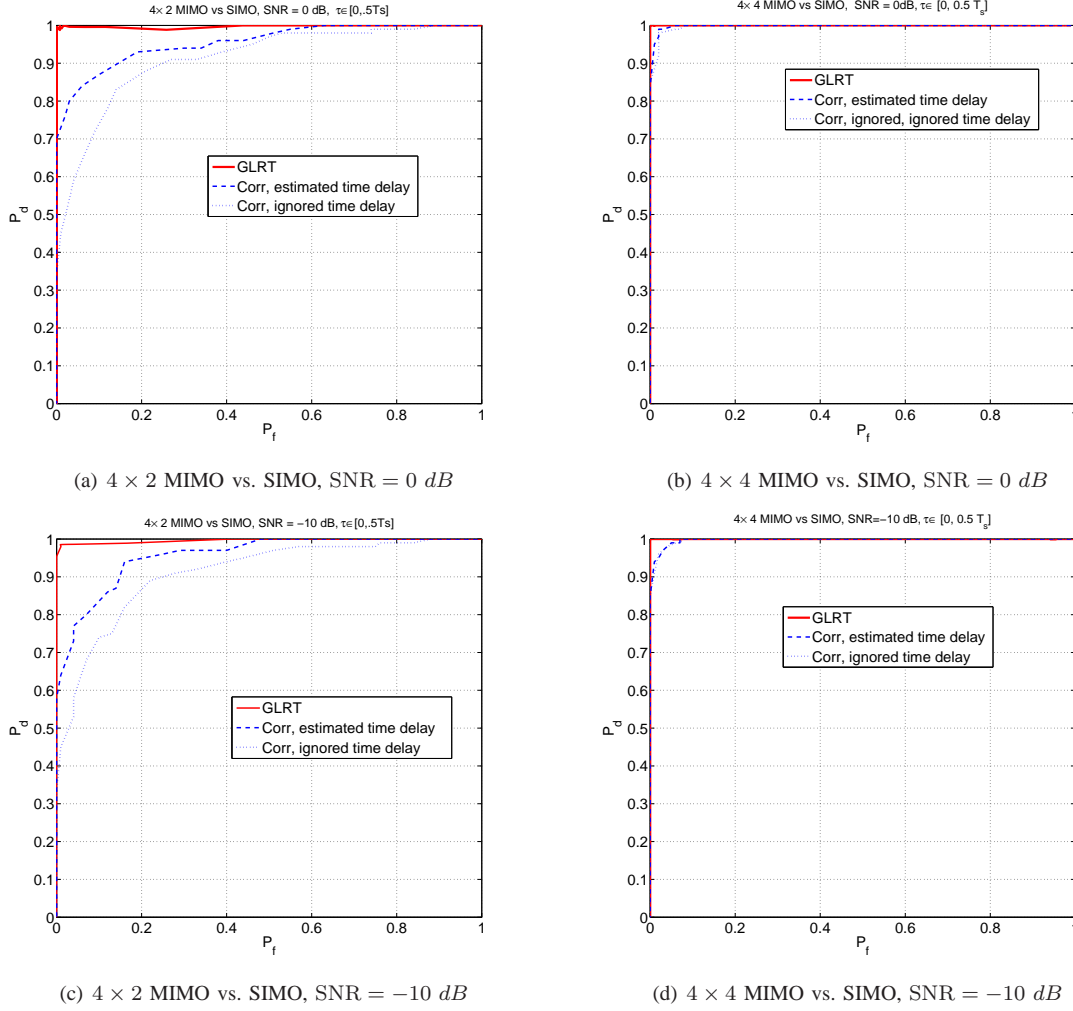 4× 2 MIMO vs SIMO, SNR = 0 dB, τ∈[0,.5Ts]
1
0.9
0.8
0.7
0.6
0.5
0.4
0.3
0.2
0.1
0
P_d
GLRT
Corr, estimated time delay
Corr, ignored time delay
0 0.2 0.4 0.6 0.8 1
P_f
(a) 4 × 2 MIMO vs. SIMO, SNR = 0 dB
4× 4 MIMO vs SIMO, SNR = 0dB, τ∈ [0, 0.5 T_s]
1
0.9
0.8
0.7
0.6
0.5
0.4
0.3
0.2
0.1
0
P_d
GLRT
Corr, estimated time delay
Corr, ignored, ignored time delay
0 0.2 0.4 0.6 0.8 1
P_f
(b) 4 × 4 MIMO vs. SIMO, SNR = 0 dB
4× 2 MIMO vs SIMO, SNR = −10 dB, τ∈[0,.5Ts]
1
0.9
0.8
0.7
0.6
0.5
0.4
0.3
0.2
0.1
0
P_d
GLRT
Corr, estimated time delay
Corr, ignored time delay
0 0.2 0.4 0.6 0.8 1
P_f
(c) 4 × 2 MIMO vs. SIMO, SNR = −10 dB
4× 4 MIMO vs SIMO, SNR=−10 dB, τ∈ [0, 0.5 T_s]
1
0.9
0.8
0.7
0.6
0.5
0.4
0.3
0.2
0.1
0
P_d
GLRT
Corr, estimated time delay
Corr, ignored time delay
0 0.2 0.4 0.6 0.8 1
P_f
(d) 4 × 4 MIMO vs. SIMO, SNR = −10 dB